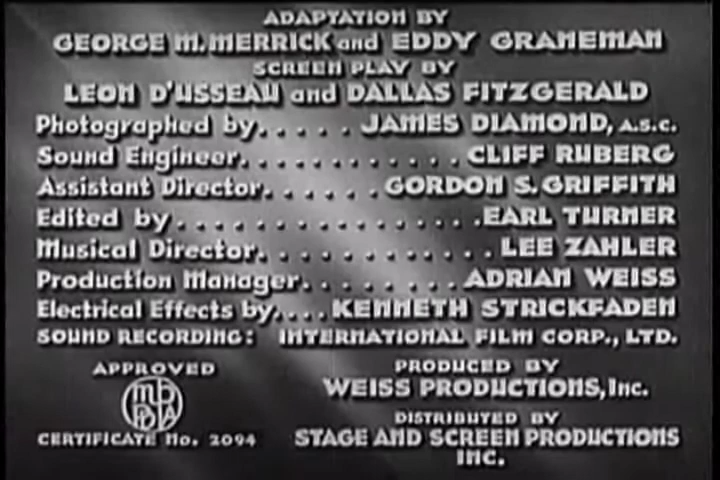 ADAPTATION BY
GEORGE M. MERRICK and EDDY GRANEMAN
SCREEN PLAY BY
LEON D'USSEAU and DALLAS FITZGERALD
Photographed by. . . . . JAMES DIAMOND, A.S.C.
Sound Engineer. . . . . . . . . . . . CLIFF RUBERG
Assistant Director. . . . . . . GORDON S. GRIFFITH
Edited by . . . . . . . . . . . . . . . . EARL TURNER
Musical Director. . . . . . . . . . . . LEE ZAHLER
Production Manager. . . . . . . . ADRIAN WEISS
Electrical Effects by. . . . KENNETH STRICKFADEN
SOUND RECORDING: INTERNATIONAL FILM CORP., LTD.
APPROVED
CERTIFICATE No. 2094
PRODUCED BY
WEISS PRODUCTIONS, Inc.
DISTRIBUTED BY
STAGE AND SCREEN PRODUCTIONS
INC.